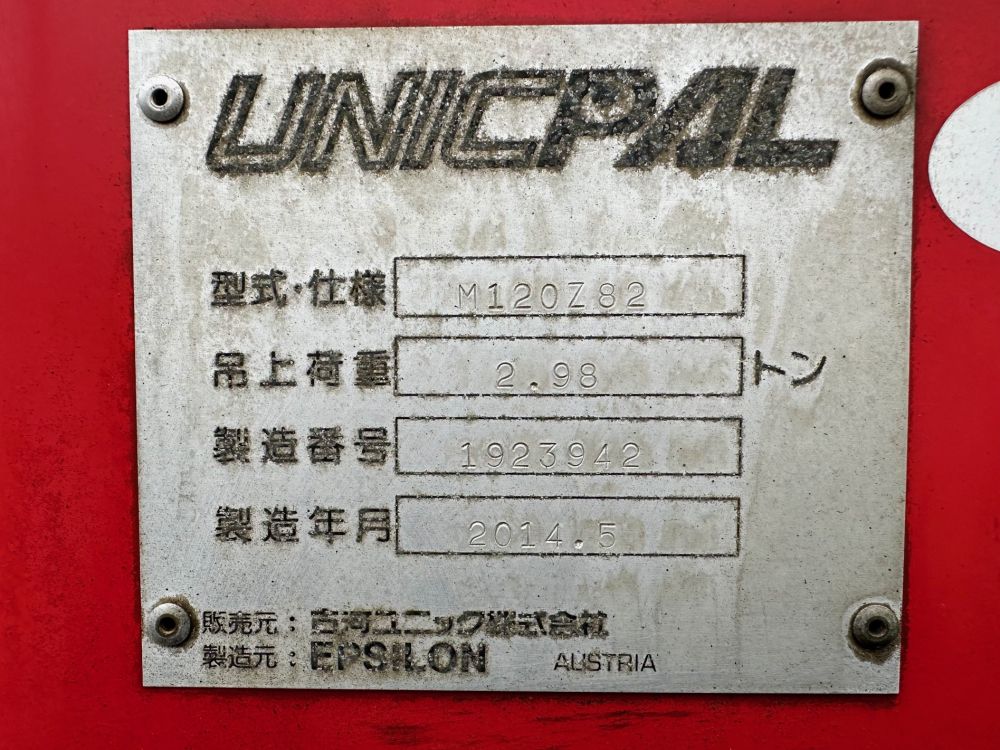 UNICPAL
型式・仕様 M120Z82
吊上荷重 2.98 トン
製造番号 1923942
製造年月 2014.5
販売元：古河ユニック株式会社
製造元：EPSILON AUSTRIA